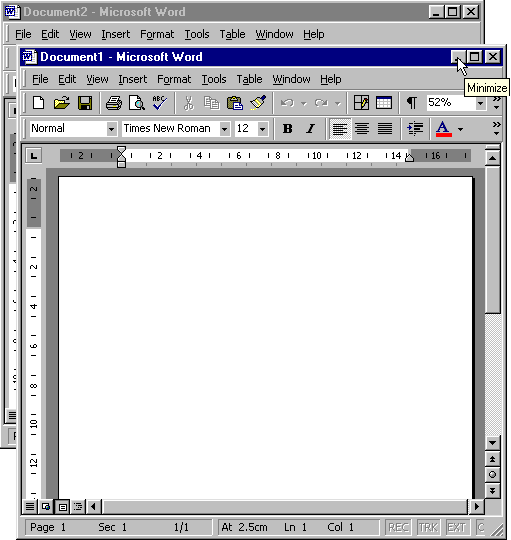 Document2 - Microsoft Word
File Edit View Insert Format Tools Table Window Help
Document1 - Microsoft Word
File Edit View Insert Format Tools Table Window Help
Minimize
ABC ¶ 52%
Normal Times New Roman 12 B I A
L 2 2 4 6 8 10 12 14 16
2
2
4
6
8
10
12
Page 1 Sec 1 1/1 At 2.5cm Ln 1 Col 1 REC TRK EXT